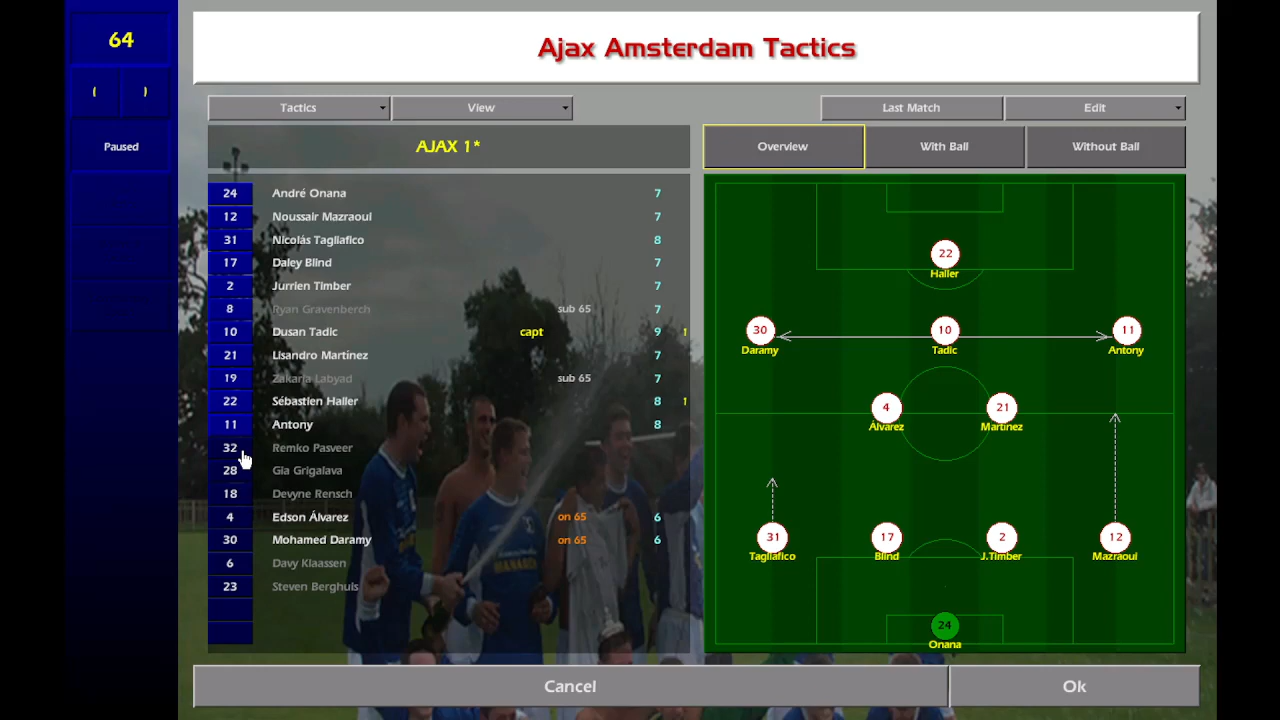 64
Ajax Amsterdam Tactics
( )
Tactics View Last Match Edit
Paused
AJAX 1* Overview With Ball Without Ball
24 André Onana 7
12 Noussair Mazraoui 7
31 Nicolás Tagliafico 8
17 Daley Blind 7
2 Jurrien Timber 7
8 Ryan Gravenberch sub 65 7
10 Dusan Tadic capt 9 1
21 Lisandro Martínez 7
19 Zakaria Labyad sub 65 7
22 Sébastien Haller 8 1
11 Antony 8
32 Remko Pasveer
28 Gia Grigalava
18 Devyne Rensch
4 Edson Álvarez on 65 6
30 Mohamed Daramy on 65 6
6 Davy Klaassen
23 Steven Berghuis
22
Haller
30 10 11
Daramy Tadic Antony
4 21
Álvarez Martínez
31 17 2 12
Tagliafico Blind J.Timber Mazraoui
24
Onana
Cancel Ok